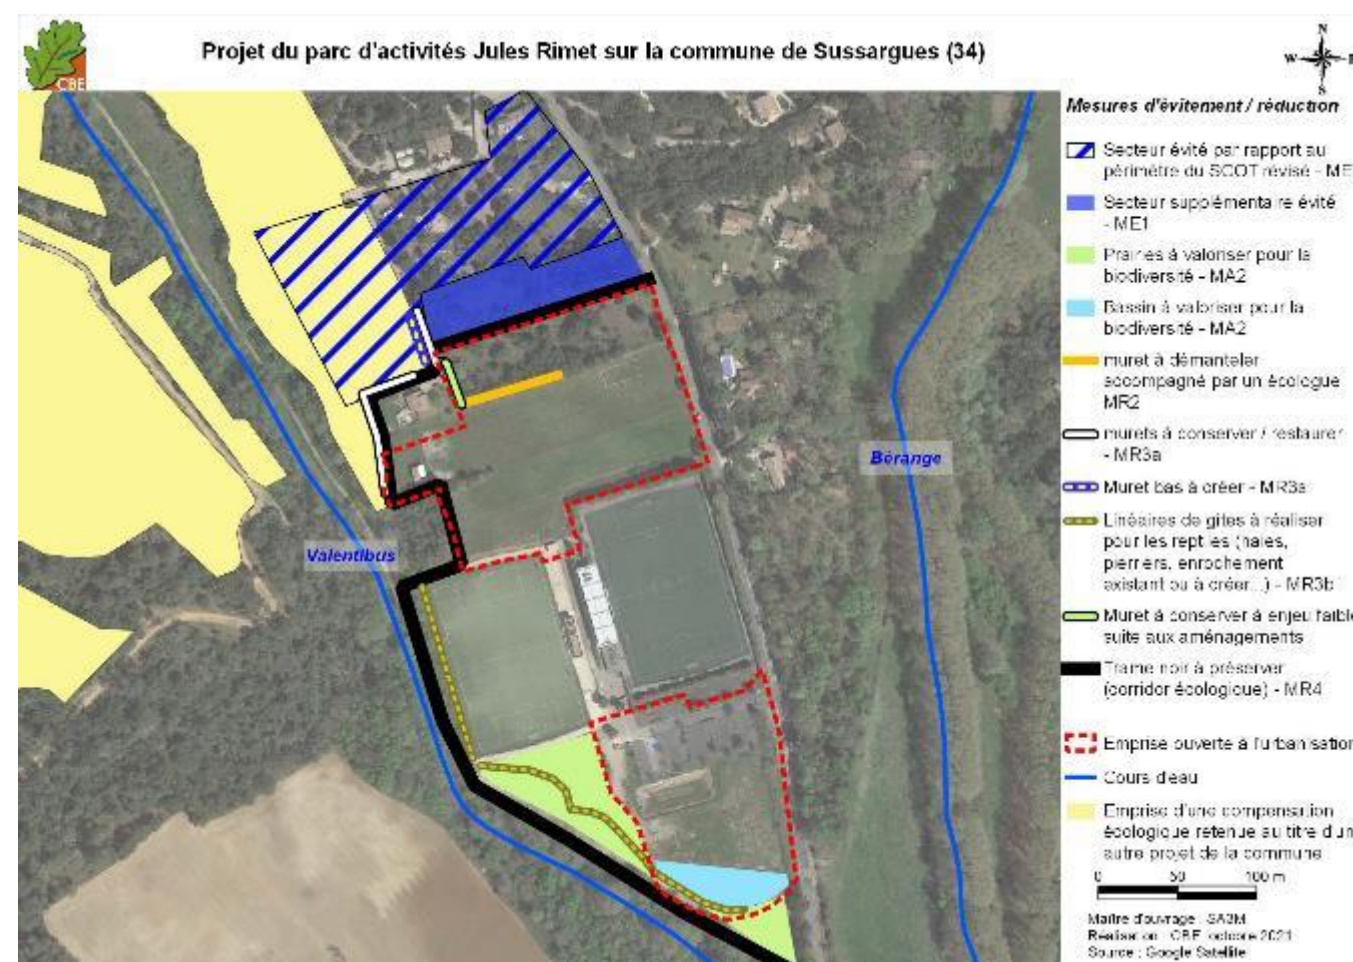 Projet du parc d'activités Jules Rimet sur la commune de Sussargues (34)
CBE
N
W
S
Mesures d'évitement / réduction
Secteur évité par rapport au
périmètre du SCOT révisé - ME
Secteur supplémentaire évité
- ME1
Prairies à valoriser pour la
biodiversité - MA2
Bassin à valoriser pour la
biodiversité - MA2
muret à démanteler
accompagné par un écologue
MR2
murets à conserver / restaurer
- MR3a
Muret bas à créer - MR3a
Linéaires de gîtes à réaliser
pour les reptiles (haies,
pierriers, enrochement
existant ou à créer...) - MR3b
Muret à conserver à enjeu faible
suite aux aménagements
Trame noir à préserver
(corridor écologique) - MR4
Emprise ouverte à l'urbanisation
Cours d'eau
Emprise d'une compensation
écologique retenue au titre d'un
autre projet de la commune
0 50 100 m
Maître d'ouvrage : SA3M
Réalisation : CBE, octobre 2021
Source : Google Satellite
Bérange
Valentibus